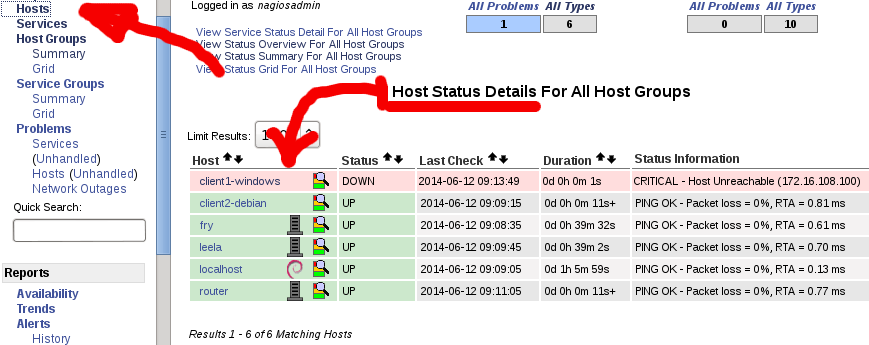 Hosts
Services
Host Groups
Summary
Grid
Service Groups
Summary
Grid
Problems
Services
(Unhandled)
Hosts (Unhandled)
Network Outages
Quick Search:
Reports
Availability
Trends
Alerts
History
Logged in as nagiosadmin
View Service Status Detail For All Host Groups
View Status Overview For All Host Groups
View Status Summary For All Host Groups
View Status Grid For All Host Groups
All Problems All Types
1 6
All Problems All Types
0 10
Host Status Details For All Host Groups
Limit Results:
Host Status Last Check Duration Status Information
client1-windows DOWN 2014-06-12 09:13:49 0d 0h 0m 1s CRITICAL - Host Unreachable (172.16.108.100)
client2-debian UP 2014-06-12 09:09:15 0d 0h 0m 11s+ PING OK - Packet loss = 0%, RTA = 0.81 ms
fry UP 2014-06-12 09:08:35 0d 0h 39m 32s PING OK - Packet loss = 0%, RTA = 0.61 ms
leela UP 2014-06-12 09:09:45 0d 0h 39m 2s PING OK - Packet loss = 0%, RTA = 0.70 ms
localhost UP 2014-06-12 09:09:05 0d 1h 5m 59s PING OK - Packet loss = 0%, RTA = 0.13 ms
router UP 2014-06-12 09:11:05 0d 0h 0m 11s+ PING OK - Packet loss = 0%, RTA = 0.77 ms
Results 1 - 6 of 6 Matching Hosts